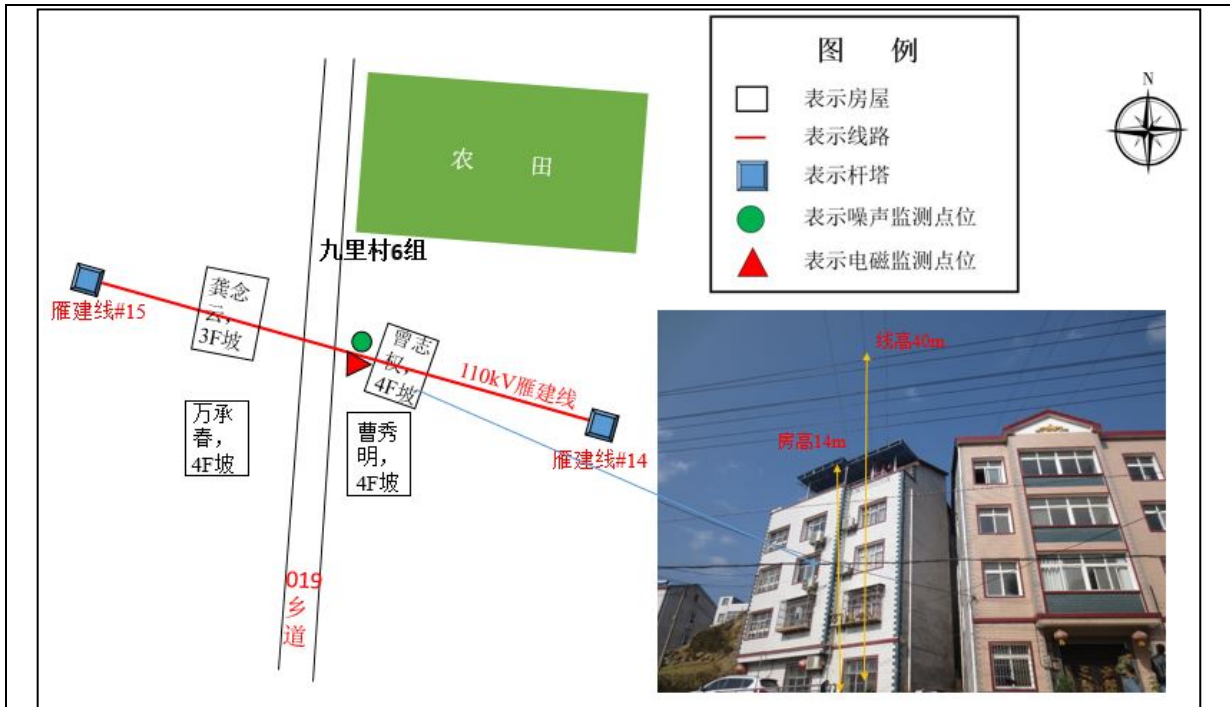 图 例
表示房屋
表示线路
表示杆塔
表示噪声监测点位
表示电磁监测点位
N
农 田
九里村6组
雁建线#15
龚念
云，
3F坡
曾志
权，
4F坡
110kV雁建线
雁建线#14
万承
春，
4F坡
曹秀
明，
4F坡
019
乡
道
线高40m
房高14m